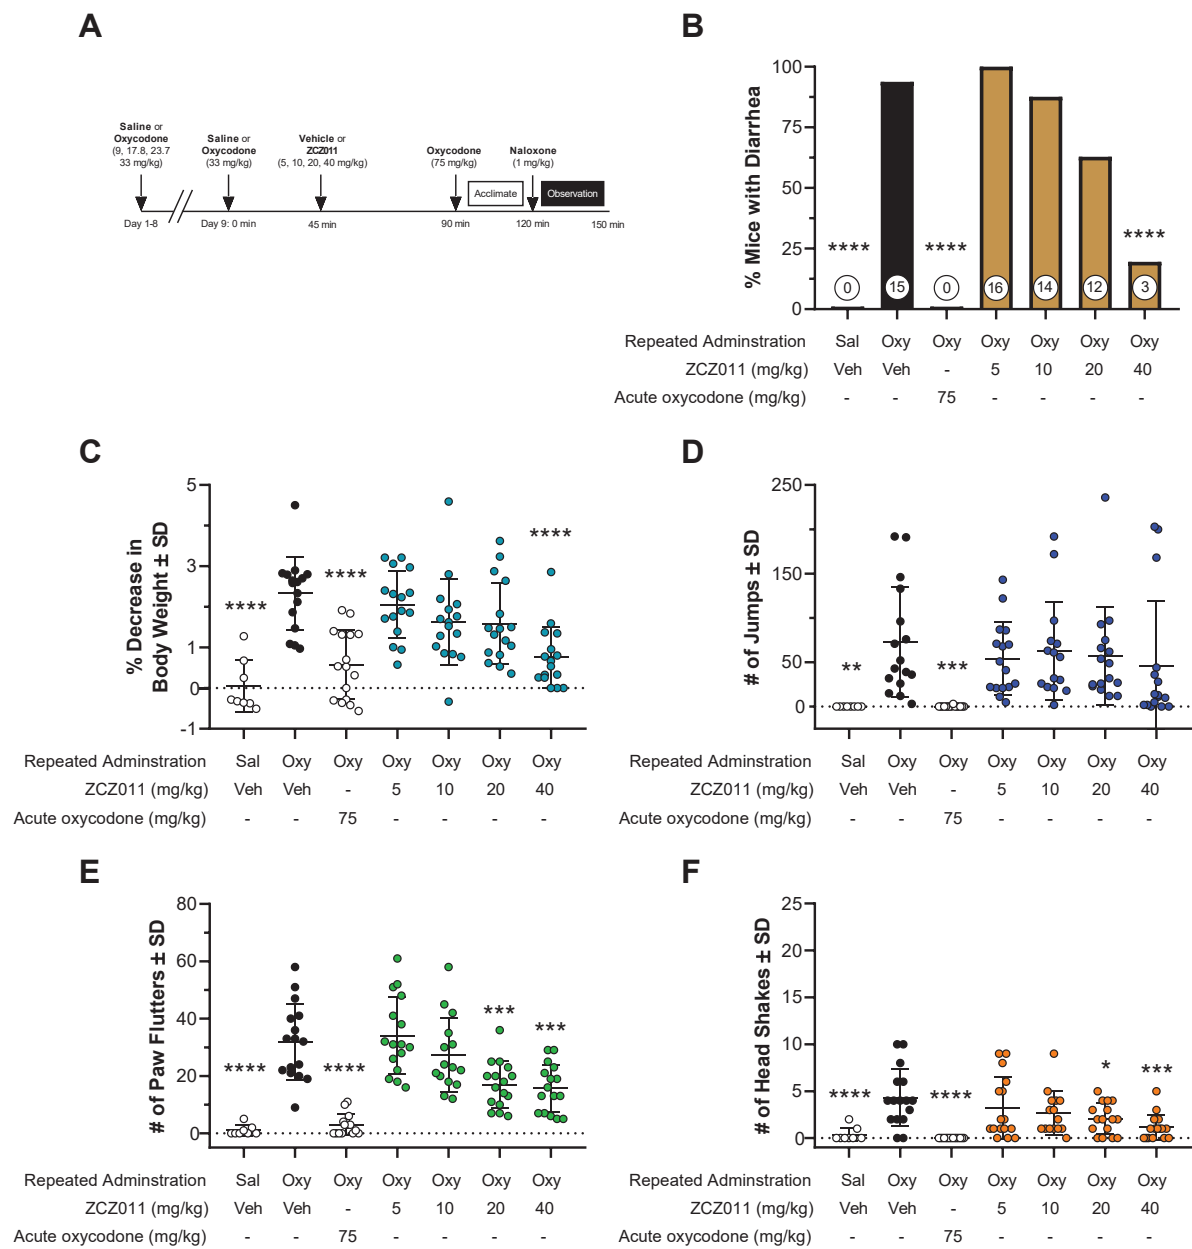 A
Saline or
Oxycodone
(9, 17.8, 23.7
33 mg/kg)
Saline or
Oxycodone
(33 mg/kg)
Vehicle or
ZCZ011
(5, 10, 20, 40 mg/kg)
Oxycodone
(75 mg/kg)
Naloxone
(1 mg/kg)
Acclimate
Observation
Day 1-8
Day 9: 0 min
45 min
90 min
120 min
150 min
B
% Mice with Diarrhea
100
75
50
25
0
**** **** ****
0 15 0 16 14 12 3
Repeated Adminstration Sal Oxy Oxy Oxy Oxy Oxy Oxy
ZCZ011 (mg/kg) Veh Veh - 5 10 20 40
Acute oxycodone (mg/kg) - - 75 - - - -
C
% Decrease in
Body Weight ± SD
5
3
1
0
-1
**** **** ****
Repeated Adminstration Sal Oxy Oxy Oxy Oxy Oxy Oxy
ZCZ011 (mg/kg) Veh Veh - 5 10 20 40
Acute oxycodone (mg/kg) - - 75 - - - -
D
# of Jumps ± SD
250
150
50
0
** ***
Repeated Adminstration Sal Oxy Oxy Oxy Oxy Oxy Oxy
ZCZ011 (mg/kg) Veh Veh - 5 10 20 40
Acute oxycodone (mg/kg) - - 75 - - - -
E
# of Paw Flutters ± SD
80
60
40
20
0
**** **** *** ***
Repeated Adminstration Sal Oxy Oxy Oxy Oxy Oxy Oxy
ZCZ011 (mg/kg) Veh Veh - 5 10 20 40
Acute oxycodone (mg/kg) - - 75 - - - -
F
# of Head Shakes ± SD
25
20
15
10
5
0
**** **** * ***
Repeated Adminstration Sal Oxy Oxy Oxy Oxy Oxy Oxy
ZCZ011 (mg/kg) Veh Veh - 5 10 20 40
Acute oxycodone (mg/kg) - - 75 - - - -